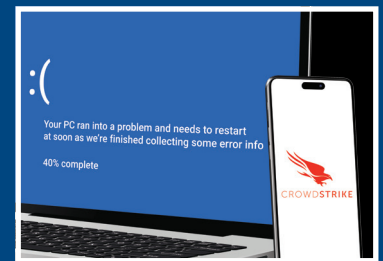 :(
Your PC ran into a problem and needs to restart
at soon as we're finished collecting some error info
40% complete
CROWDSTRIKE